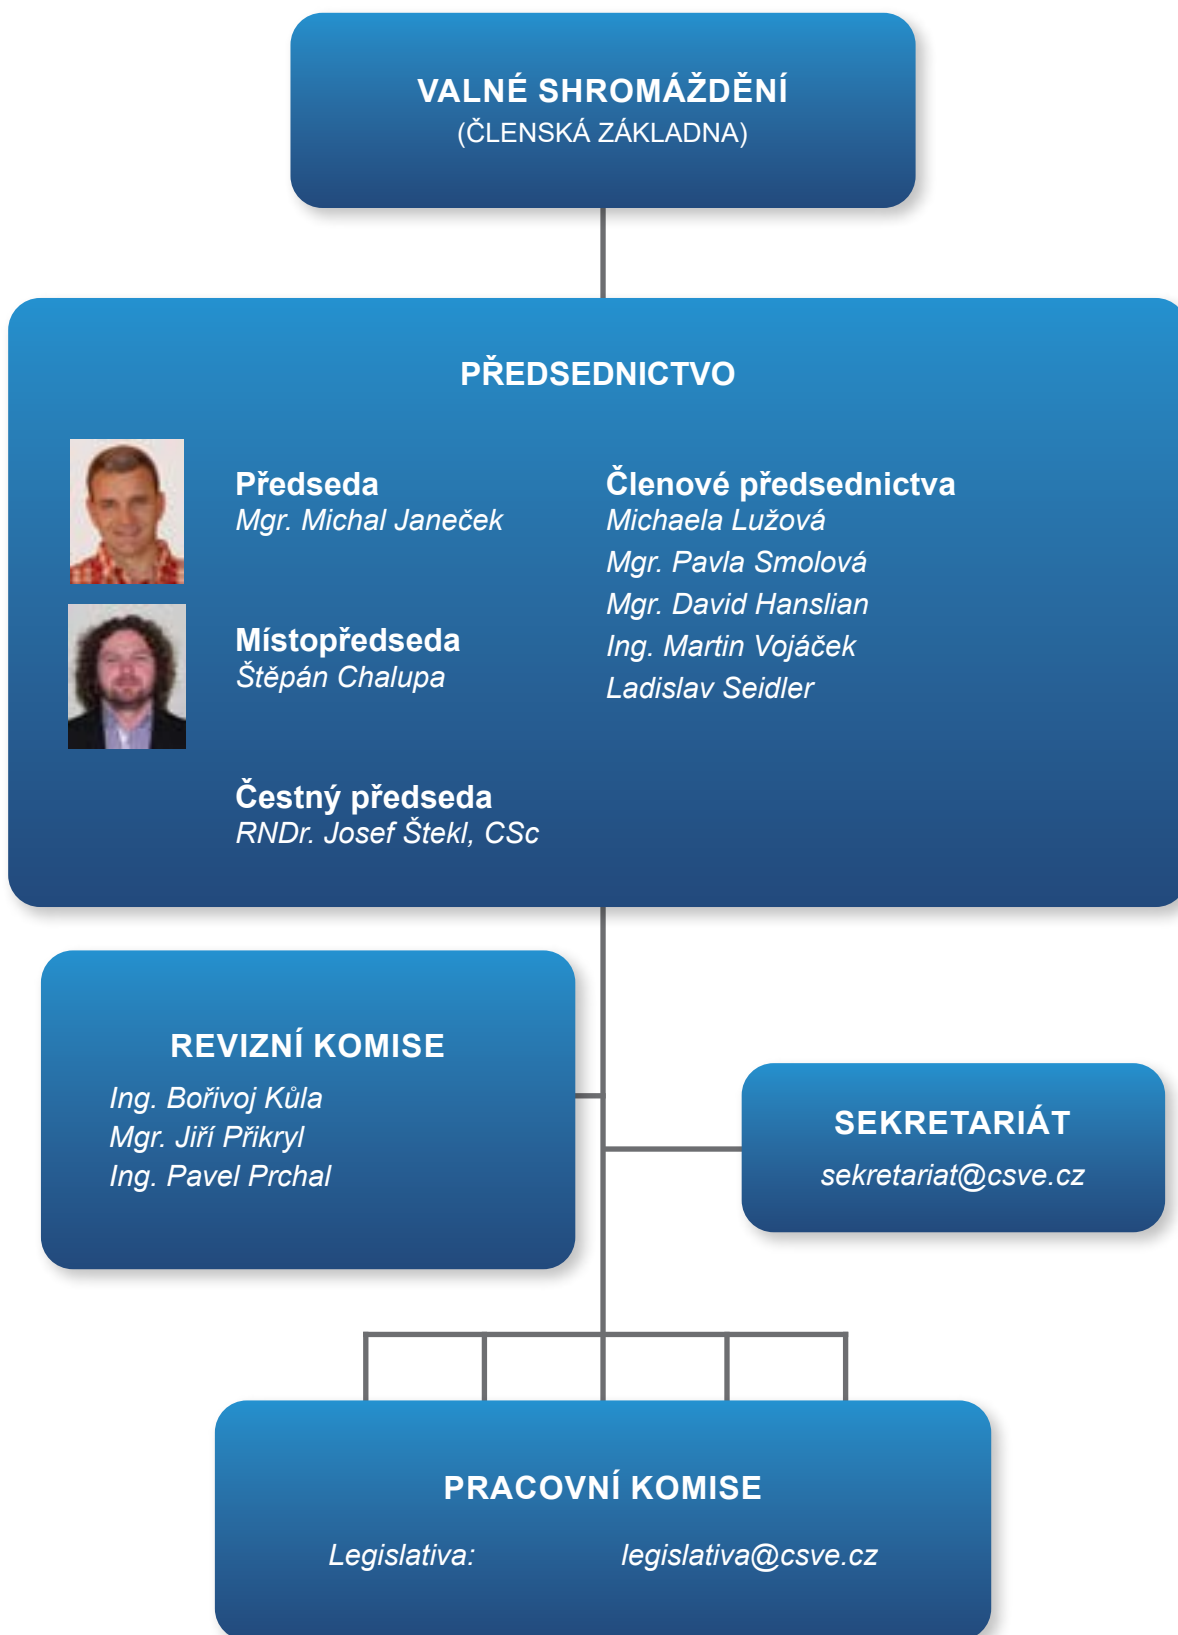 VALNÉ SHROMÁŽDĚNÍ
(ČLENSKÁ ZÁKLADNA)
PŘEDSEDNICTVO
Předseda
Mgr. Michal Janeček
Místopředseda
Štěpán Chalupa
Čestný předseda
RNDr. Josef Štekl, CSc
Členové předsednictva
Michaela Lužová
Mgr. Pavla Smolová
Mgr. David Hanslian
Ing. Martin Vojáček
Ladislav Seidler
REVIZNÍ KOMISE
Ing. Bořivoj Kůla
Mgr. Jiří Přikryl
Ing. Pavel Prchal
SEKRETARIÁT
sekretariat@csve.cz
PRACOVNÍ KOMISE
Legislativa: legislativa@csve.cz